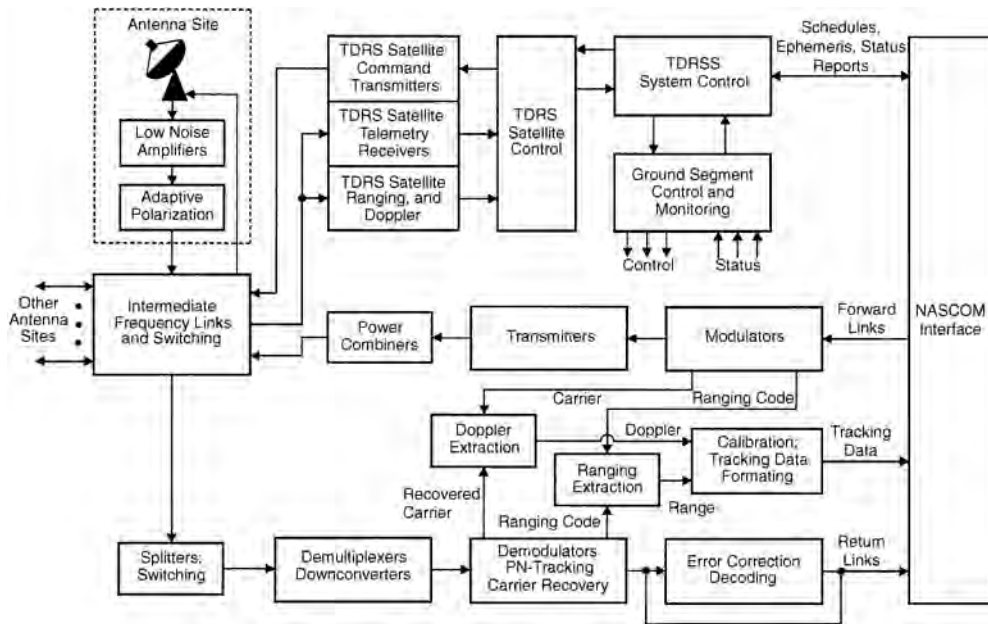 Antenna Site
Low Noise
Amplifiers
Adaptive
Polarization
TDRS Satellite
Command
Transmitters
TDRS Satellite
Telemetry
Receivers
TDRS Satellite
Ranging, and
Doppler
TDRS
Satellite
Control
TDRSS
System Control
Schedules,
Ephemeris, Status
Reports
Ground Segment
Control and
Monitoring
Control
Status
Other
Antenna
Sites
Intermediate
Frequency Links
and Switching
Power
Combiners
Transmitters
Modulators
Forward
Links
NASCOM
Interface
Carrier
Ranging Code
Doppler
Extraction
Doppler
Ranging
Extraction
Calibration;
Tracking Data
Formating
Tracking
Data
Recovered
Carrier
Ranging Code
Range
Splitters;
Switching
Demultiplexers
Downconverters
Demodulators
PN-Tracking
Carrier Recovery
Error Correction
Decoding
Return
Links